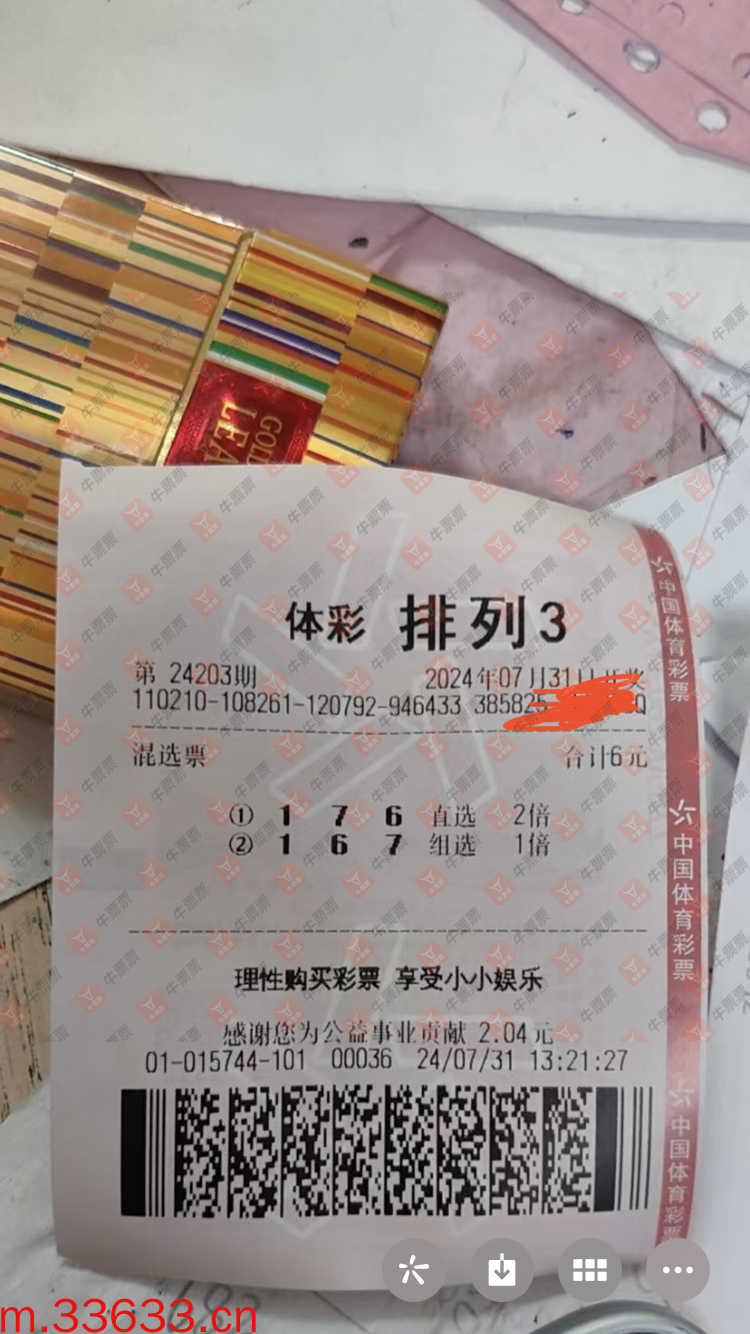 GOLD
LEA
体彩 排列3
第 24203期 2024年07月31日开奖
110210-108261-120792-946433 385825 Q
混选票 合计6元
① 1 7 6 直选 2倍
② 1 6 7 组选 1倍
理性购买彩票 享受小小娱乐
感谢您为公益事业贡献 2.04元
01-015744-101 00036 24/07/31 13:21:27
中国体育彩票
中国体育彩票
中国体育彩票
牛票票
m.33633.cn